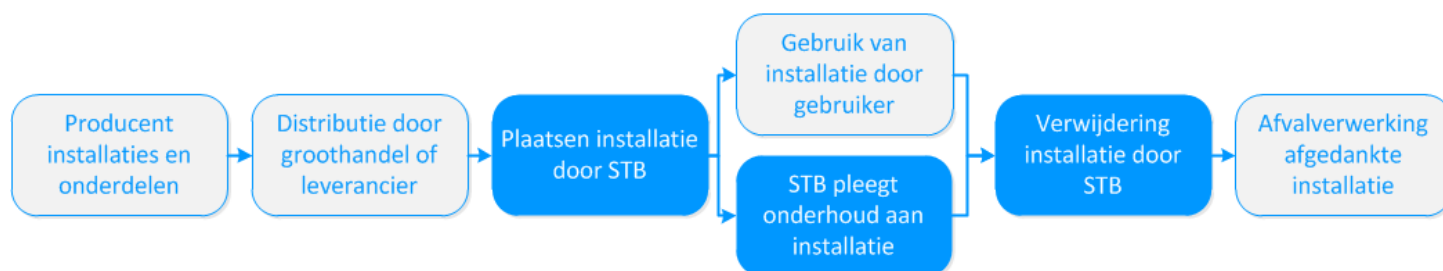 Producent
installaties en
onderdelen
Distributie door
groothandel of
leverancier
Plaatsen installatie
door STB
Gebruik van
installatie door
gebruiker
STB pleegt
onderhoud aan
installatie
Verwijdering
installatie door
STB
Afvalverwerking
afgedankte
installatie